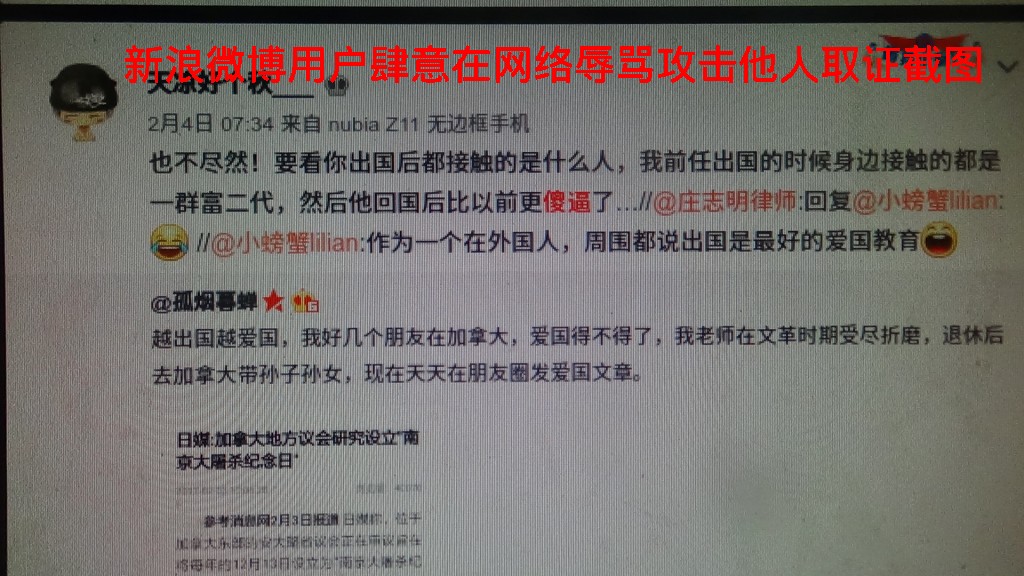 新浪微博用户肆意在网络辱骂攻击他人取证截图
天凉好个秋___
2月4日 07:34 来自 nubia Z11 无边框手机
也不尽然！要看你出国后都接触的是什么人，我前任出国的时候身边接触的都是
一群富二代，然后他回国后比以前更傻逼了...//@庄志明律师:回复@小螃蟹lilian:
//@小螃蟹lilian:作为一个在外国人，周围都说出国是最好的爱国教育
@孤烟暮蝉
越出国越爱国，我好几个朋友在加拿大，爱国得不得了，我老师在文革时期受尽折磨，退休后
去加拿大带孙子孙女，现在天天在朋友圈发爱国文章。
日媒:加拿大地方议会研究设立"南
京大屠杀纪念日"
参考消息网2月3日报道 日媒称，位于
加拿大东部的安大略省议会正在审议旨在
将每年的12月13日设立为"南京大屠杀纪